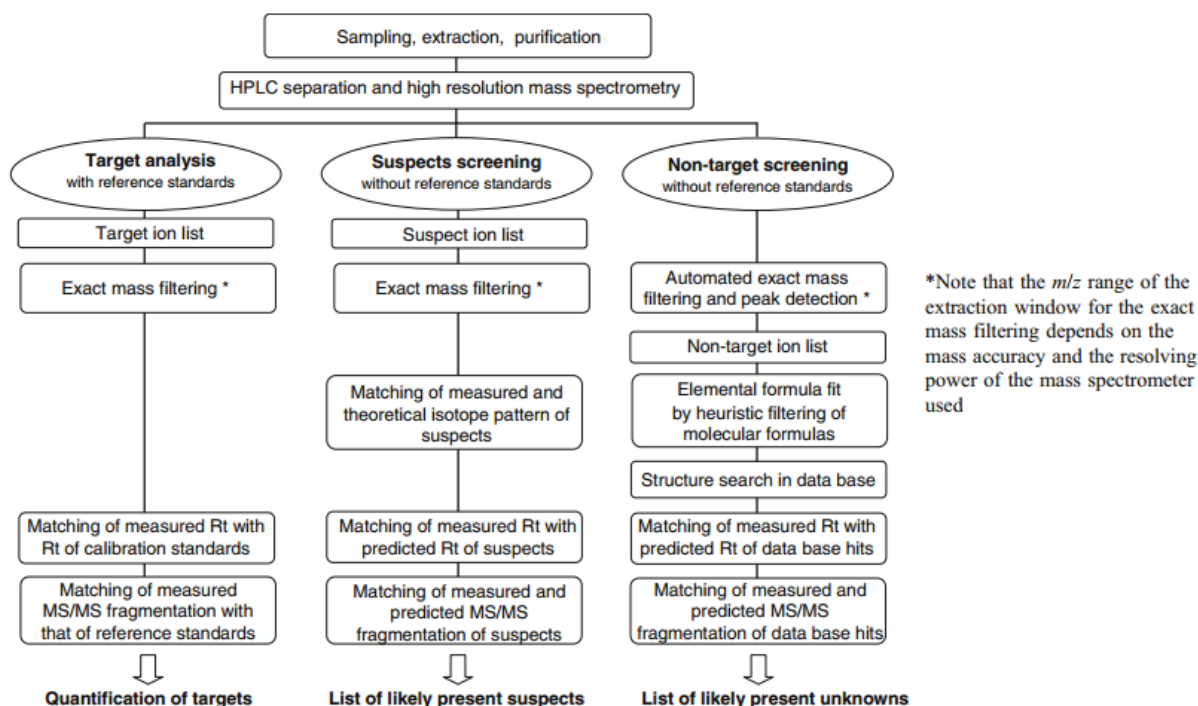 Sampling, extraction, purification
HPLC separation and high resolution mass spectrometry
Target analysis
with reference standards
Target ion list
Exact mass filtering *
Matching of measured Rt with
Rt of calibration standards
Matching of measured
MS/MS fragmentation with
that of reference standards
Quantification of targets
Suspects screening
without reference standards
Suspect ion list
Exact mass filtering *
Matching of measured and
theoretical isotope pattern of
suspects
Matching of measured Rt with
predicted Rt of suspects
Matching of measured and
predicted MS/MS
fragmentation of suspects
List of likely present suspects
Non-target screening
without reference standards
Automated exact mass
filtering and peak detection *
Non-target ion list
Elemental formula fit
by heuristic filtering of
molecular formulas
Structure search in data base
Matching of measured Rt with
predicted Rt of data base hits
Matching of measured and
predicted MS/MS
fragmentation of data base hits
List of likely present unknowns
*Note that the m/z range of the
extraction window for the exact
mass filtering depends on the
mass accuracy and the resolving
power of the mass spectrometer
used